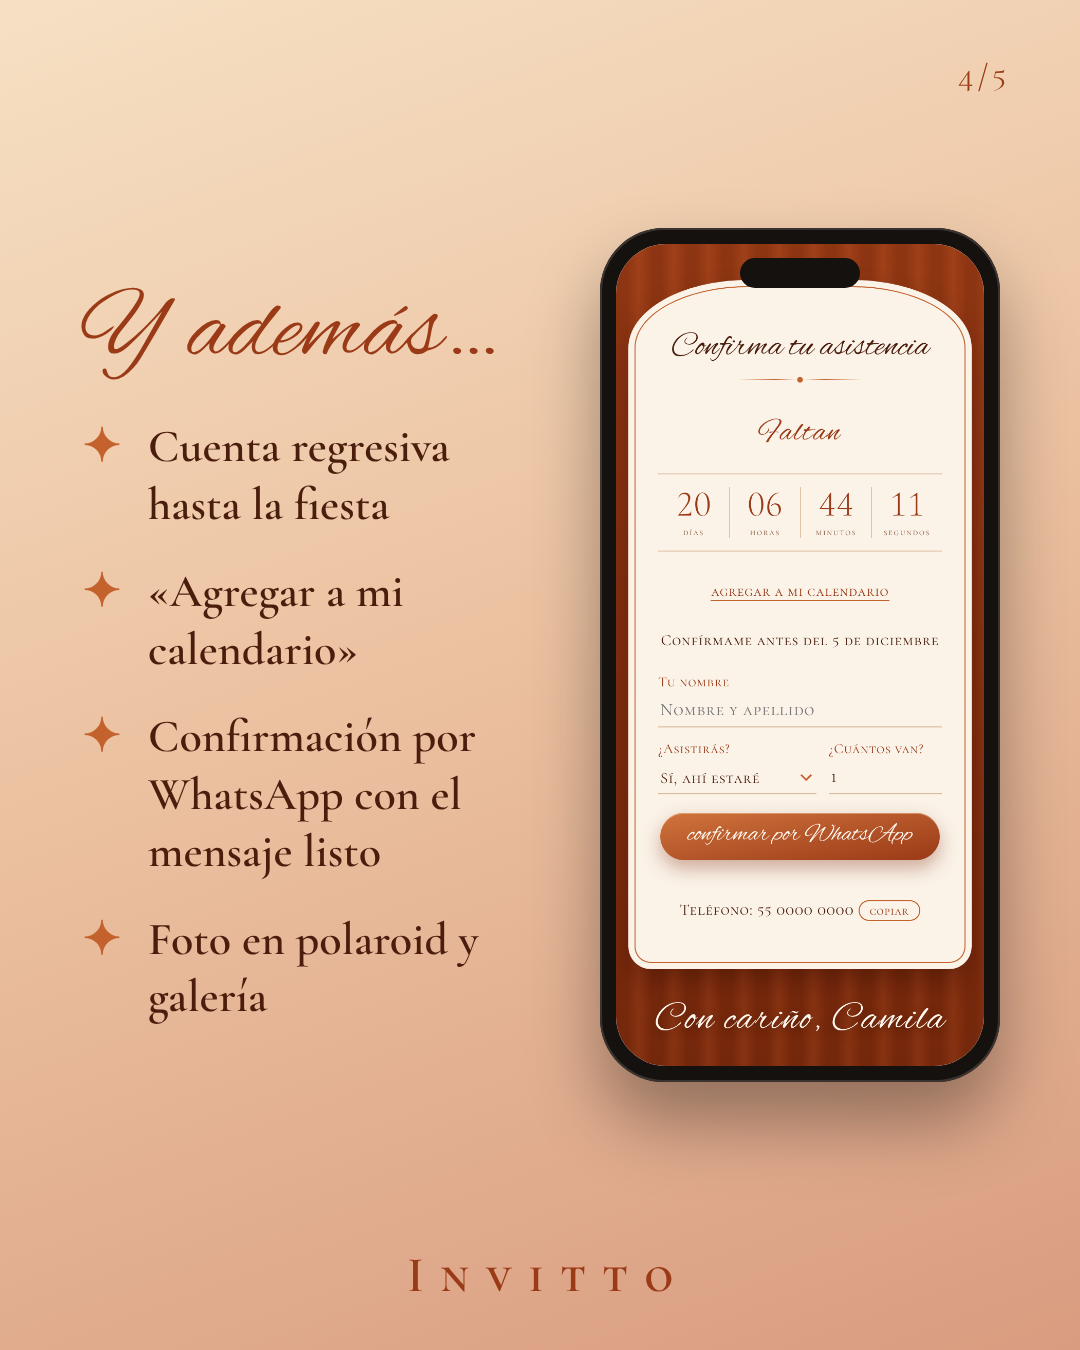 4/5
Y además...
Cuenta regresiva
hasta la fiesta
«Agregar a mi
calendario»
Confirmación por
WhatsApp con el
mensaje listo
Foto en polaroid y
galería
Confirma tu asistencia
Faltan
20 06 44 11
DÍAS HORAS MINUTOS SEGUNDOS
AGREGAR A MI CALENDARIO
CONFÍRMAME ANTES DEL 5 DE DICIEMBRE
TU NOMBRE
NOMBRE Y APELLIDO
¿ASISTIRÁS? ¿CUÁNTOS VAN?
SÍ, AHÍ ESTARÉ 1
confirmar por WhatsApp
TELÉFONO: 55 0000 0000 COPIAR
Con cariño, Camila
INVITTO